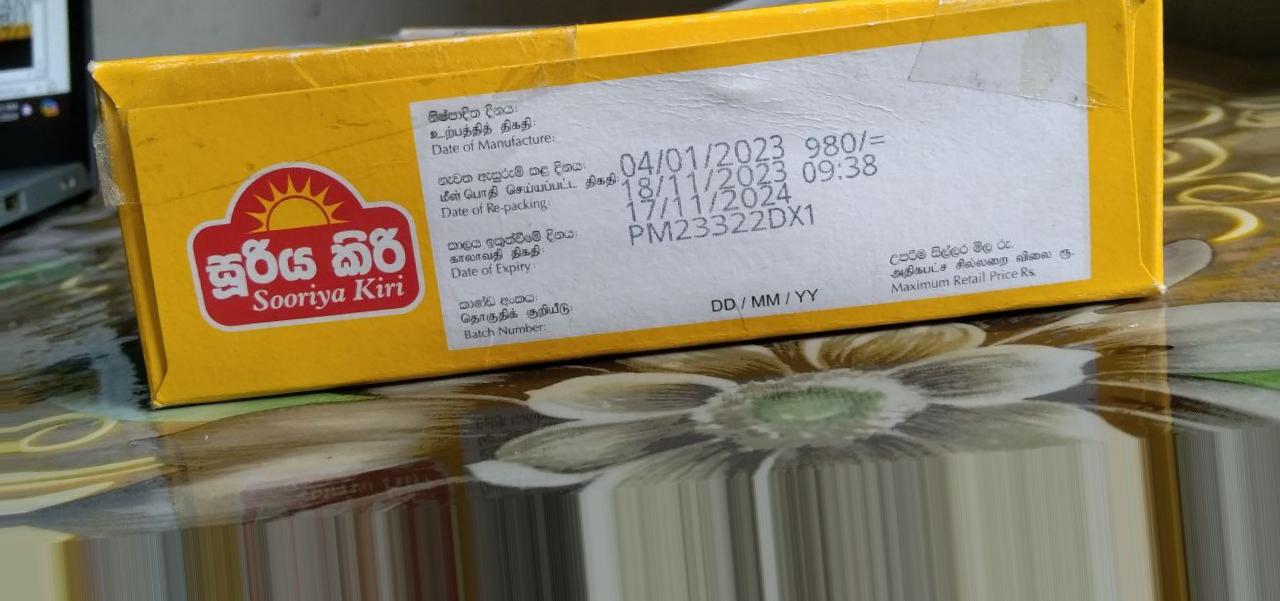 සූරිය කිරි
Sooriya Kiri
නිෂ්පාදිත දිනය:
உற்பத்தித் திகதி:
Date of Manufacture:
නැවත ඇසුරුම් කළ දිනය:
மீள் பொதி செய்யப்பட்ட திகதி:
Date of Re-packing:
කාලය ඉකුත්වීමේ දිනය:
காலாவதி திகதி:
Date of Expiry:
කාණ්ඩ අංකය:
தொகுதிக் குறியீடு:
Batch Number:
04/01/2023 980/=
18/11/2023 09:38
17/11/2024
PM23322DX1
DD / MM / YY
උපරිම සිල්ලර මිල රු.
அதிகபட்ச சில்லறை விலை ரூ.
Maximum Retail Price Rs.